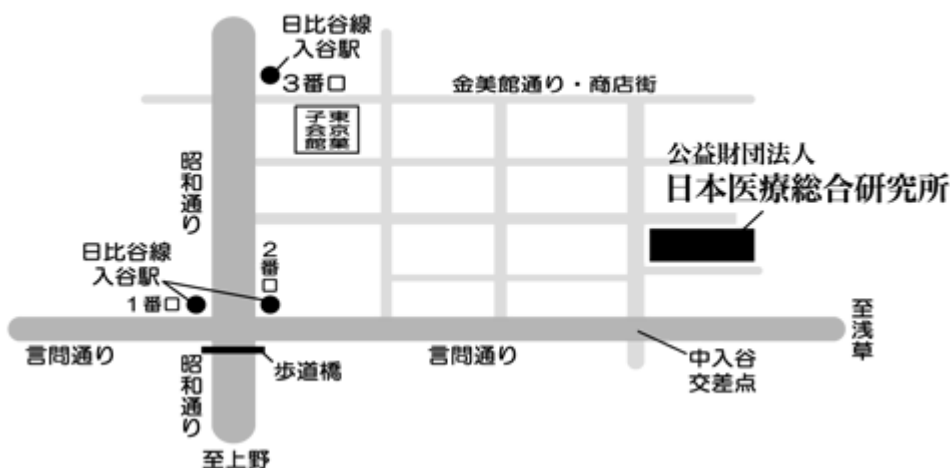 日比谷線
入谷駅
3番口
金美館通り・商店街
東京菓
子会館
公益財団法人
日本医療総合研究所
昭和通り
日比谷線
入谷駅
1番口
2番口
至浅草
言問通り
言問通り
中入谷
交差点
歩道橋
昭和通り
至上野